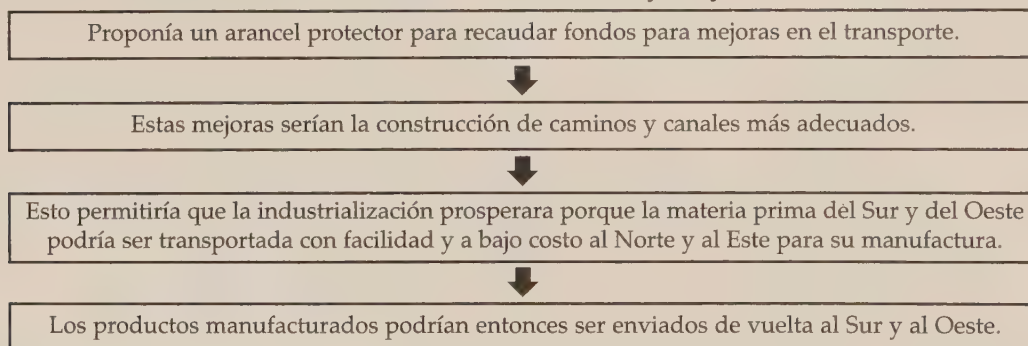 Proponía un arancel protector para recaudar fondos para mejoras en el transporte.
Estas mejoras serían la construcción de caminos y canales más adecuados.
Esto permitiría que la industrialización prosperara porque la materia prima del Sur y del Oeste
podría ser transportada con facilidad y a bajo costo al Norte y al Este para su manufactura.
Los productos manufacturados podrían entonces ser enviados de vuelta al Sur y al Oeste.